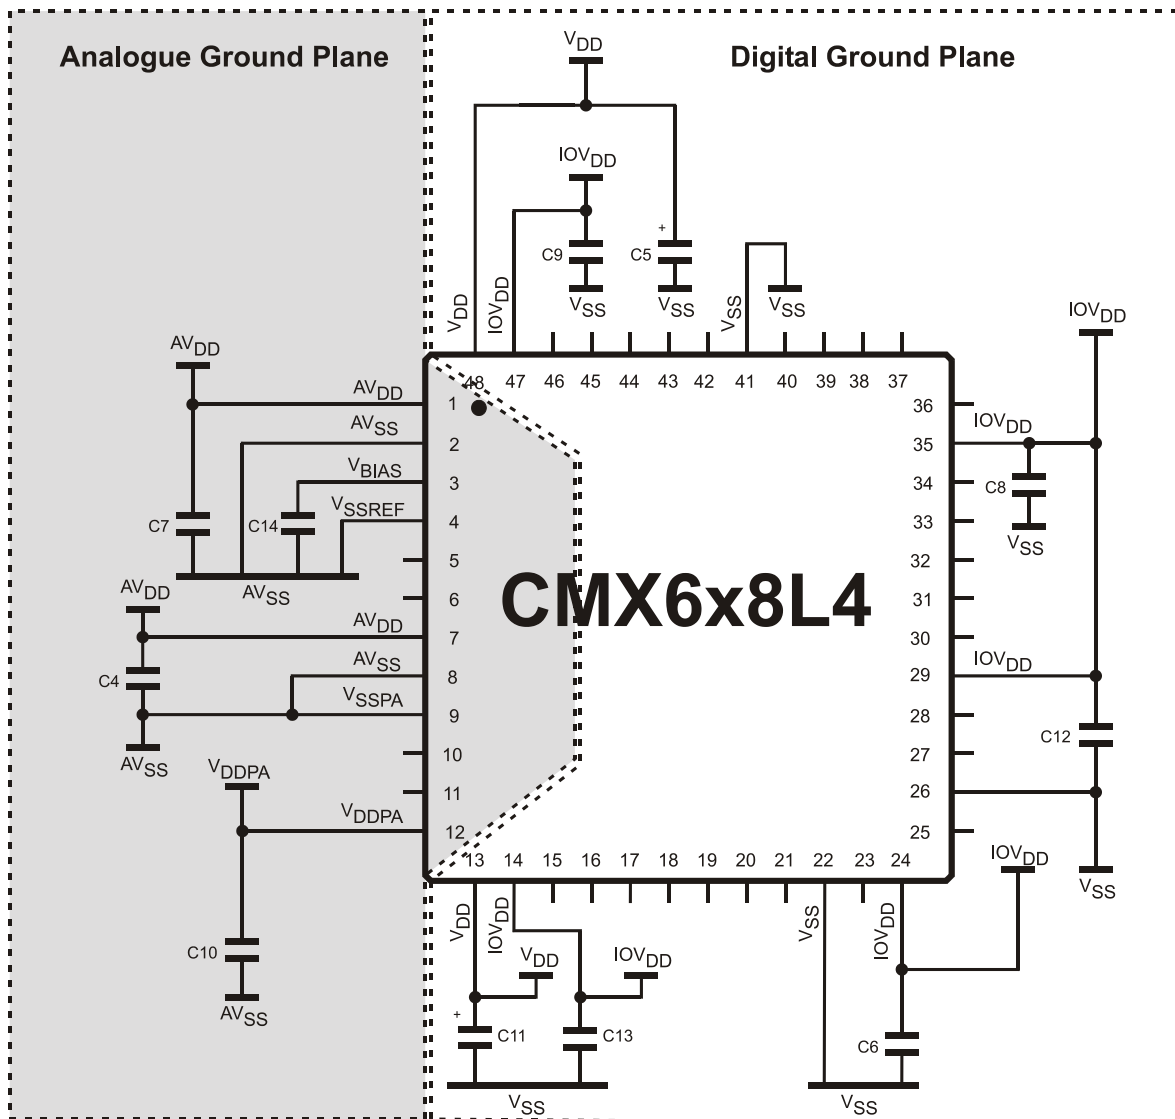 Analogue Ground Plane
Digital Ground Plane
VDD
IOVDD
C9
+
C5
VSS
VSS
VSS
VDD
IOVDD
VSS
IOVDD
AVDD
48 47 46 45 44 43 42 41 40 39 38 37
AVDD
1
36
AVSS
2
35
IOVDD
VBIAS
3
34
C8
VSSREF
4
33
C7
C14
VSS
5
32
AVSS
AVDD
6
31
CMX6x8L4
AVDD
7
30
AVSS
8
29
IOVDD
C4
VSSPA
9
28
C12
AVSS
10
27
VDDPA
11
26
VDDPA
12
25
13 14 15 16 17 18 19 20 21 22 23 24
IOVDD
VSS
VDD
IOVDD
VSS
IOVDD
C10
VDD
IOVDD
AVSS
+
C11
C13
C6
VSS
VSS